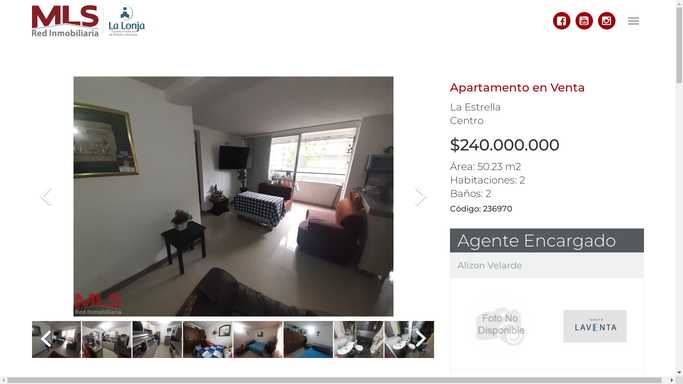 MLS
Red Inmobiliaria
La Lonja
Apartamento en Venta
La Estrella
Centro
$240.000.000
Área: 50.23 m2
Habitaciones: 2
Baños: 2
Código: 236970
MLS
Red Inmobiliaria
Agente Encargado
Alizon Velarde
Foto No
Disponible
LAVENTA